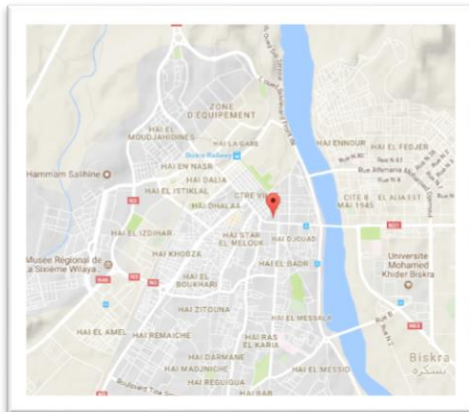 ZONE
D'EQUIPEMENT
HAI EL
MOUDJAHIDINES
HAI LA GARE
Biskra Railway
HAI ENNOUR
HAI EL FEDJER
HAI EN NASR
Hammam Salihine
HAI DALIA
HAI EL ISTIKLAL
HAI DHALAA
CITE 8
MAI 1945
EL ALIA EST
HAI EL IZDIHAR
HAI STAR
EL MELOUK
HAI DJOUAD
HAI KHOBZA
Musee Regional de
la Sixième Wilaya...
Universite
Mohamed
Khider Biskra
HAI EL BADR
HAI EL
BOUKHARI
HAI ZITOUNA
HAI EL MESSALA
HAI EL AMEL
HAI REMAICHE
HAI RAS
EL KARIA
Biskra
بسكرة
HAI DARMANE
HAI MADJNICHE
HAI EL MESSID
HAI REGUIGUA
HAI BAB